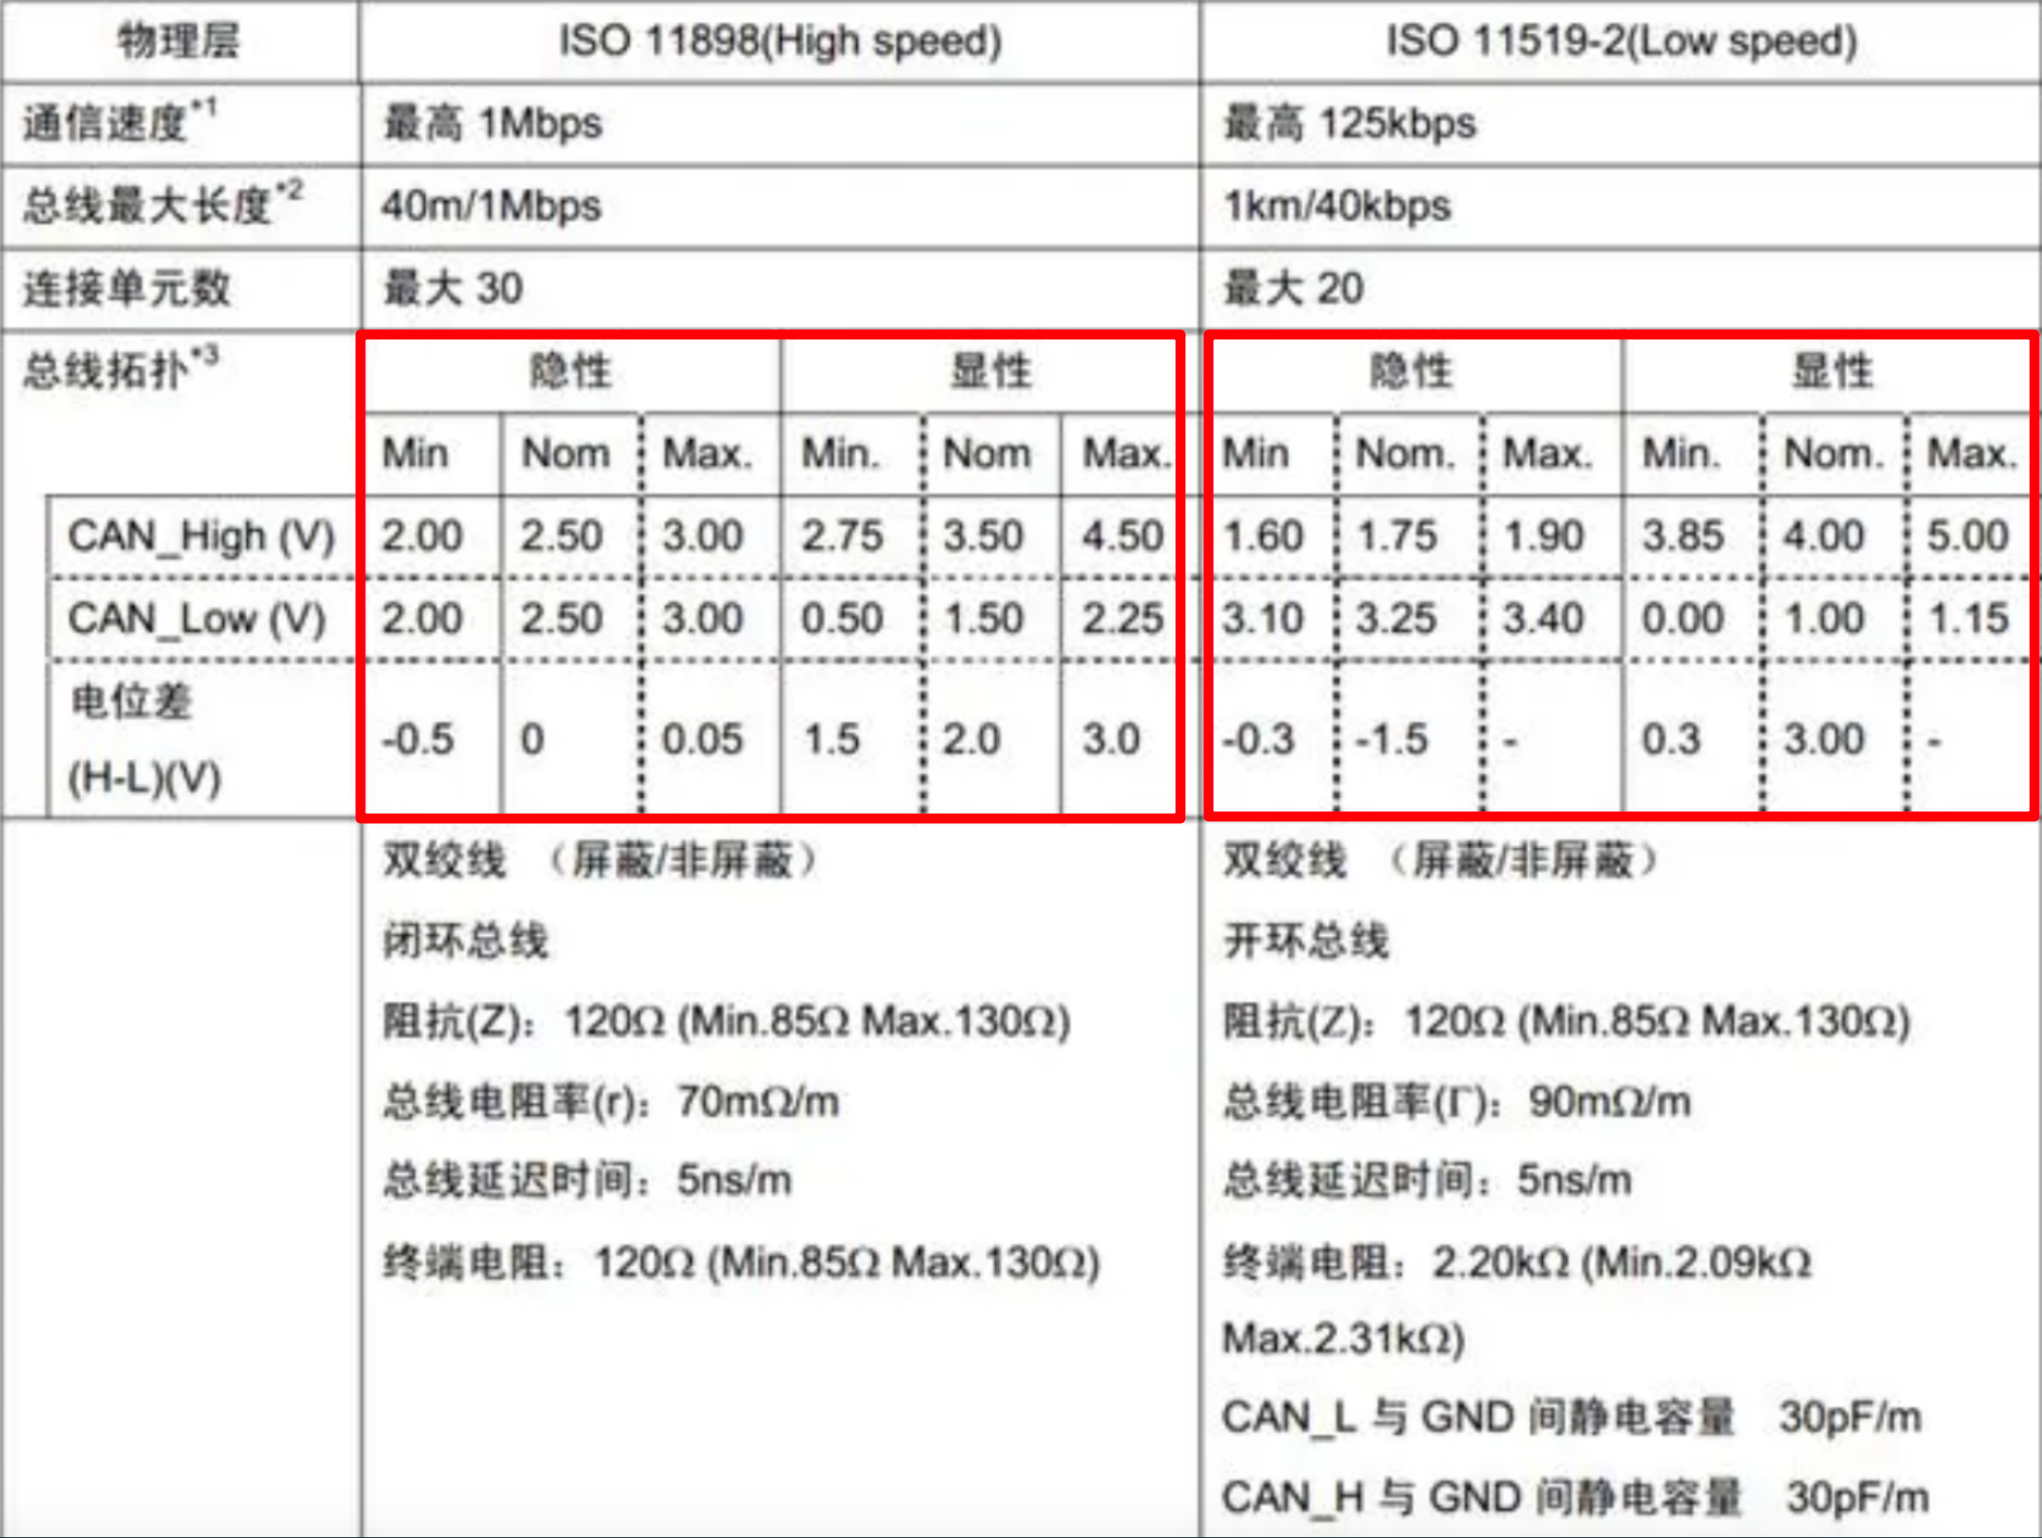 物理层 ISO 11898(High speed) ISO 11519-2(Low speed)
通信速度*1 最高 1Mbps 最高 125kbps
总线最大长度*2 40m/1Mbps 1km/40kbps
连接单元数 最大 30 最大 20
总线拓扑*3 隐性 显性 隐性 显性
Min Nom Max. Min. Nom Max. Min Nom. Max. Min. Nom. Max.
CAN_High (V) 2.00 2.50 3.00 2.75 3.50 4.50 1.60 1.75 1.90 3.85 4.00 5.00
CAN_Low (V) 2.00 2.50 3.00 0.50 1.50 2.25 3.10 3.25 3.40 0.00 1.00 1.15
电位差
(H-L)(V) -0.5 0 0.05 1.5 2.0 3.0 -0.3 -1.5 - 0.3 3.00 -
双绞线 （屏蔽/非屏蔽）
闭环总线
阻抗(Z)：120Ω (Min.85Ω Max.130Ω)
总线电阻率(r)：70mΩ/m
总线延迟时间：5ns/m
终端电阻：120Ω (Min.85Ω Max.130Ω)
双绞线 （屏蔽/非屏蔽）
开环总线
阻抗(Z)：120Ω (Min.85Ω Max.130Ω)
总线电阻率(Γ)：90mΩ/m
总线延迟时间：5ns/m
终端电阻：2.20kΩ (Min.2.09kΩ
Max.2.31kΩ)
CAN_L 与 GND 间静电容量 30pF/m
CAN_H 与 GND 间静电容量 30pF/m